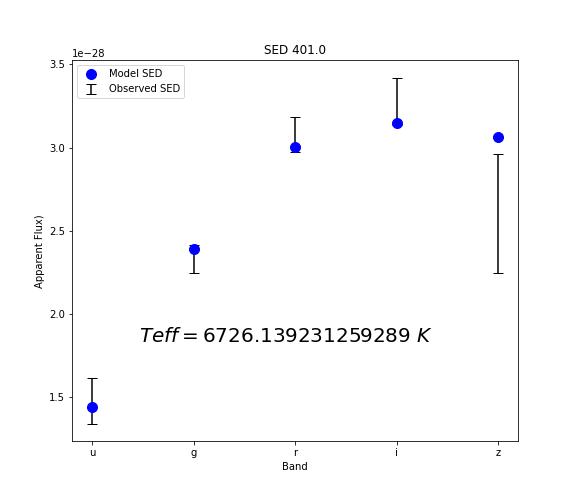 SED 401.0
1e−28
Model SED
Observed SED
3.5
3.0
2.5
2.0
1.5
Apparent Flux)
Teff = 6726.139231259289 K
u g r i z
Band